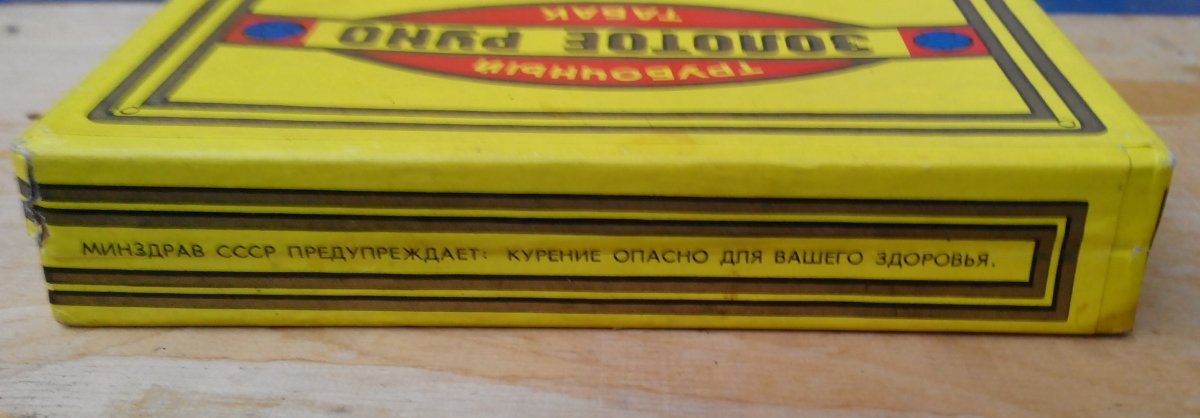 ТРУБОЧНЫЙ
ЗОЛОТОЕ РУНО
ТАБАК
МИНЗДРАВ СССР ПРЕДУПРЕЖДАЕТ: КУРЕНИЕ ОПАСНО ДЛЯ ВАШЕГО ЗДОРОВЬЯ.